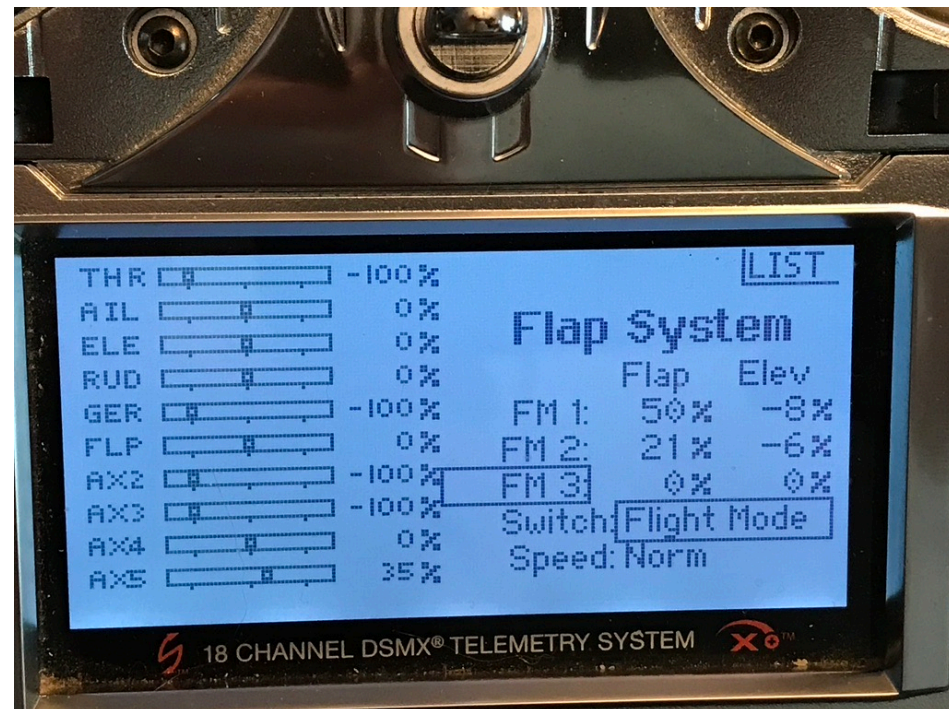 LIST
THR -100%
AIL 0%
ELE 0%
RUD 0%
GER -100%
FLP 0%
AX2 -100%
AX3 -100%
AX4 0%
AX5 35%
Flap System
Flap Elev
FM 1: 50% -8%
FM 2: 21% -6%
FM 3: 0% 0%
Switch: Flight Mode
Speed: Norm
18 CHANNEL DSMX® TELEMETRY SYSTEM X+™